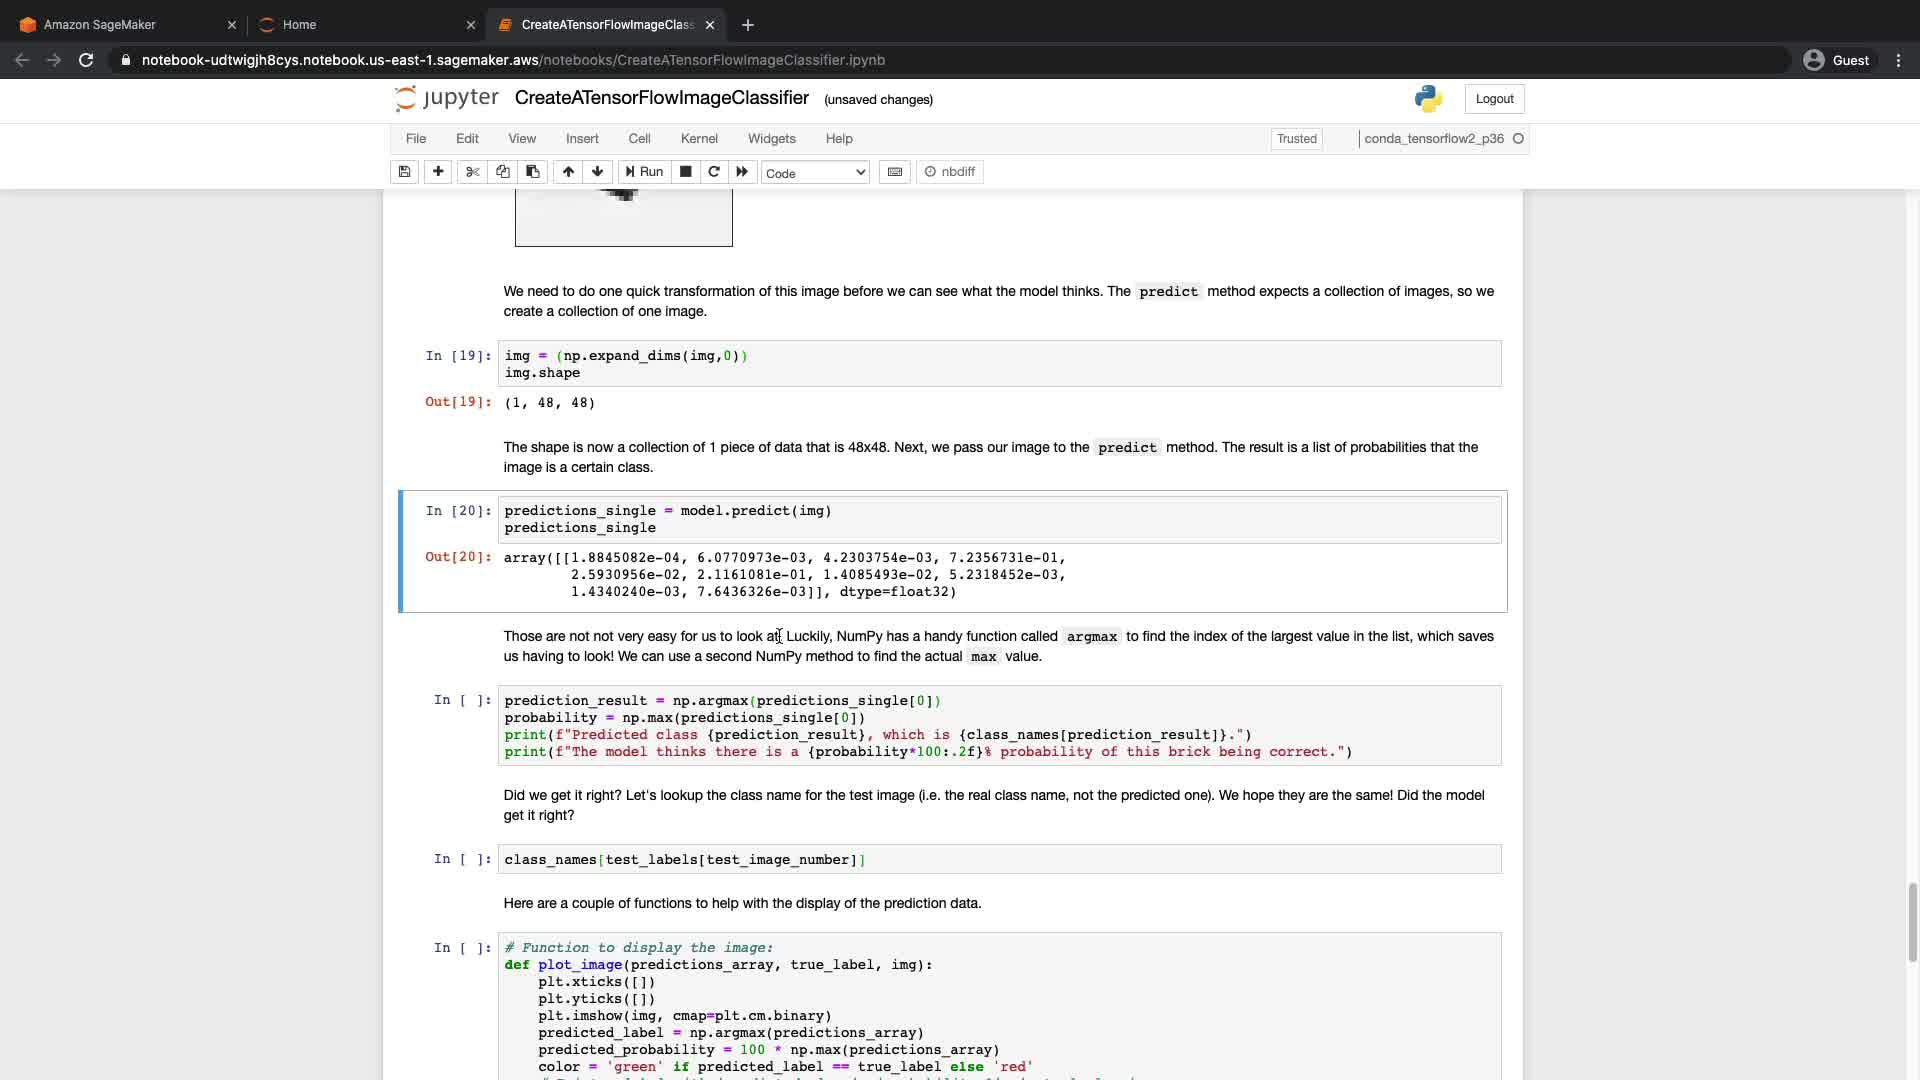 Amazon SageMaker
Home
CreateATensorFlowImageClass
notebook-udtwigjh8cys.notebook.us-east-1.sagemaker.aws/notebooks/CreateATensorFlowImageClassifier.ipynb
Guest
jupyter CreateATensorFlowImageClassifier (unsaved changes)
Logout
File Edit View Insert Cell Kernel Widgets Help
Trusted
conda_tensorflow2_p36
Run
Code
nbdiff
We need to do one quick transformation of this image before we can see what the model thinks. The predict method expects a collection of images, so we
create a collection of one image.
In [19]: img = (np.expand_dims(img,0))
img.shape
Out[19]: (1, 48, 48)
The shape is now a collection of 1 piece of data that is 48x48. Next, we pass our image to the predict method. The result is a list of probabilities that the
image is a certain class.
In [20]: predictions_single = model.predict(img)
predictions_single
Out[20]: array([[1.8845082e-04, 6.0770973e-03, 4.2303754e-03, 7.2356731e-01,
2.5930956e-02, 2.1161081e-01, 1.4085493e-02, 5.2318452e-03,
1.4340240e-03, 7.6436326e-03]], dtype=float32)
Those are not not very easy for us to look at! Luckily, NumPy has a handy function called argmax to find the index of the largest value in the list, which saves
us having to look! We can use a second NumPy method to find the actual max value.
In [ ]: prediction_result = np.argmax(predictions_single[0])
probability = np.max(predictions_single[0])
print(f"Predicted class {prediction_result}, which is {class_names[prediction_result]}.")
print(f"The model thinks there is a {probability*100:.2f}% probability of this brick being correct.")
Did we get it right? Let's lookup the class name for the test image (i.e. the real class name, not the predicted one). We hope they are the same! Did the model
get it right?
In [ ]: class_names[test_labels[test_image_number]]
Here are a couple of functions to help with the display of the prediction data.
In [ ]: # Function to display the image:
def plot_image(predictions_array, true_label, img):
plt.xticks([])
plt.yticks([])
plt.imshow(img, cmap=plt.cm.binary)
predicted_label = np.argmax(predictions_array)
predicted_probability = 100 * np.max(predictions_array)
color = 'green' if predicted_label == true_label else 'red'